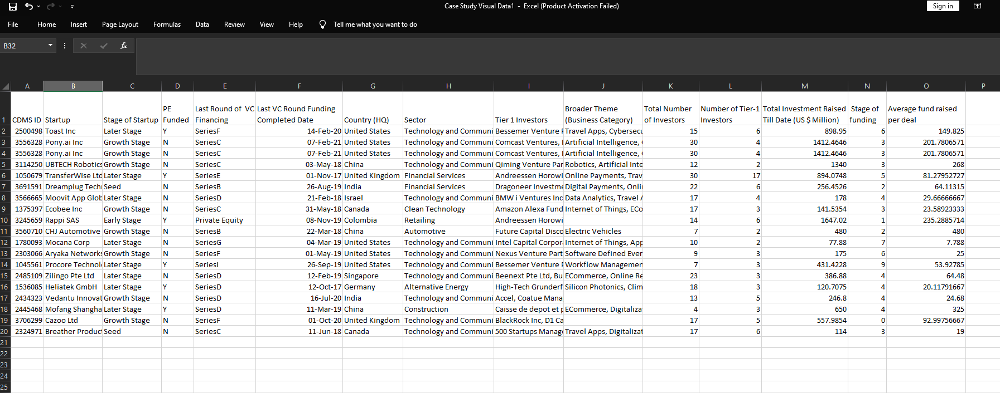 Case Study Visual Data1 - Excel (Product Activation Failed)
Sign in
File Home Insert Page Layout Formulas Data Review View Help Tell me what you want to do
B32 fx
A B C D E F G H I J K L M N O P
PE Last Round of VC Last VC Round Funding Broader Theme Total Number Number of Tier-1 Total Investment Raised Stage of Average fund raised
1 CDMS ID Startup Stage of Startup Funded Financing Completed Date Country (HQ) Sector Tier 1 Investors (Business Category) of Investors Investors Till Date (US $ Million) funding per deal
2 2500498 Toast Inc Later Stage Y SeriesF 14-Feb-20 United States Technology and Communi Bessemer Venture F Travel Apps, Cybersecu 15 6 898.95 6 149.825
3 3556328 Pony.ai Inc Growth Stage N SeriesC 07-Feb-21 United States Technology and Communi Comcast Ventures, Artificial Intelligence, 30 4 1412.4646 3 201.7806571
4 3556328 Pony.ai Inc Growth Stage N SeriesC 07-Feb-21 United States Technology and Communi Comcast Ventures, Artificial Intelligence, 30 4 1412.4646 3 201.7806571
5 3114250 UBTECH Robotics Growth Stage N SeriesC 03-May-18 China Technology and Communi Qiming Venture Par Robotics, Artificial Inte 12 2 1340 3 268
6 1050679 TransferWise Ltd Later Stage Y SeriesE 01-Nov-17 United Kingdom Financial Services Andreessen Horowi Online Payments, Trav 30 17 894.0748 5 81.27952727
7 3691591 Dreamplug Techn Seed N SeriesB 26-Aug-19 India Financial Services Dragoneer Investme Digital Payments, Onli 22 6 256.4526 2 64.11315
8 3566665 Moovit App Glob Later Stage N SeriesD 21-Feb-18 Israel Technology and Communi BMW i Ventures Inc Data Analytics, Travel A 17 4 178 4 29.66666667
9 1375397 Ecobee Inc Growth Stage N SeriesC 31-May-18 Canada Clean Technology Amazon Alexa Fund Internet of Things, ECo 17 3 141.5354 3 23.58923333
10 3245659 Rappi SAS Early Stage Y Private Equity 08-Nov-19 Colombia Retailing Andreessen Horowi 14 6 1647.02 1 235.2885714
11 3560710 CHJ Automotive Growth Stage N SeriesB 22-Mar-18 China Automotive Future Capital Disco Electric Vehicles 7 2 480 2 480
12 1780093 Mocana Corp Later Stage N SeriesG 04-Mar-19 United States Technology and Communi Intel Capital Corpora Internet of Things, App 10 2 77.88 7 7.788
13 2303066 Aryaka Networks Growth Stage N SeriesF 01-May-19 United States Technology and Communi Nexus Venture Part Software Defined Ever 9 3 175 6 25
14 1045561 Procore Technolo Later Stage Y SeriesI 26-Sep-19 United States Technology and Communi Bessemer Venture F Workflow Managemen 7 3 431.4228 9 53.92785
15 2485109 Zilingo Pte Ltd Later Stage N SeriesD 12-Feb-19 Singapore Technology and Communi Beenext Pte Ltd, Bu ECommerce, Online Re 23 3 386.88 4 64.48
16 1536085 Heliatek GmbH Later Stage Y SeriesD 12-Oct-17 Germany Alternative Energy High-Tech Grunderf Silicon Photonics, Clim 18 3 120.7075 4 20.11791667
17 2434323 Vedantu Innovat Growth Stage N SeriesD 16-Jul-20 India Technology and Communi Accel, Coatue Mana 13 5 246.8 4 24.68
18 2445468 Mofang Shangha Later Stage Y SeriesD 11-Mar-19 China Construction Caisse de depot et p ECommerce, Digitaliza 4 3 650 4 325
19 3706299 Cazoo Ltd Growth Stage N SeriesF 01-Oct-20 United Kingdom Technology and Communi BlackRock Inc, D1 Ca 17 5 557.9854 0 92.99756667
20 2324971 Breather Product Seed N SeriesC 11-Jun-18 Canada Technology and Communi 500 Startups Manage Travel Apps, Digitalizat 17 6 114 3 19
21
22
23
24
25